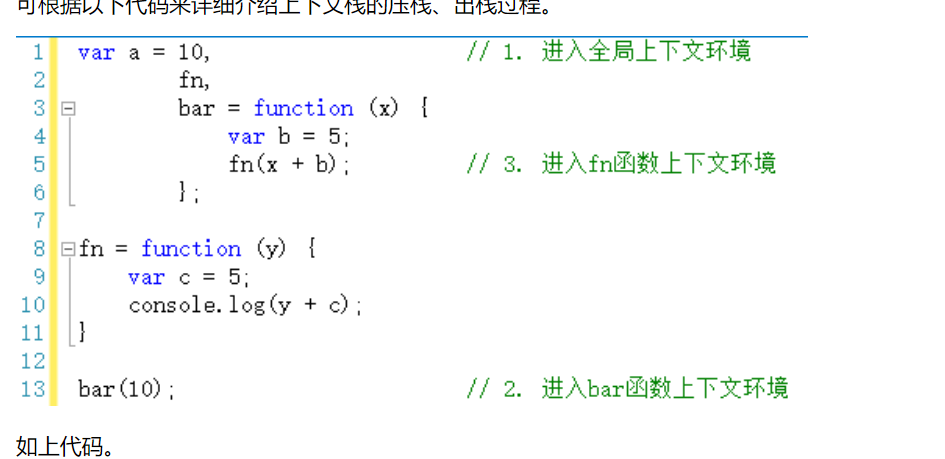 可根据以下代码来详细介绍上下文栈的压栈、出栈过程。
1 var a = 10, // 1. 进入全局上下文环境
2 fn,
3 bar = function (x) {
4 var b = 5;
5 fn(x + b); // 3. 进入fn函数上下文环境
6 };
7
8 fn = function (y) {
9 var c = 5;
10 console.log(y + c);
11 }
12
13 bar(10); // 2. 进入bar函数上下文环境
如上代码。